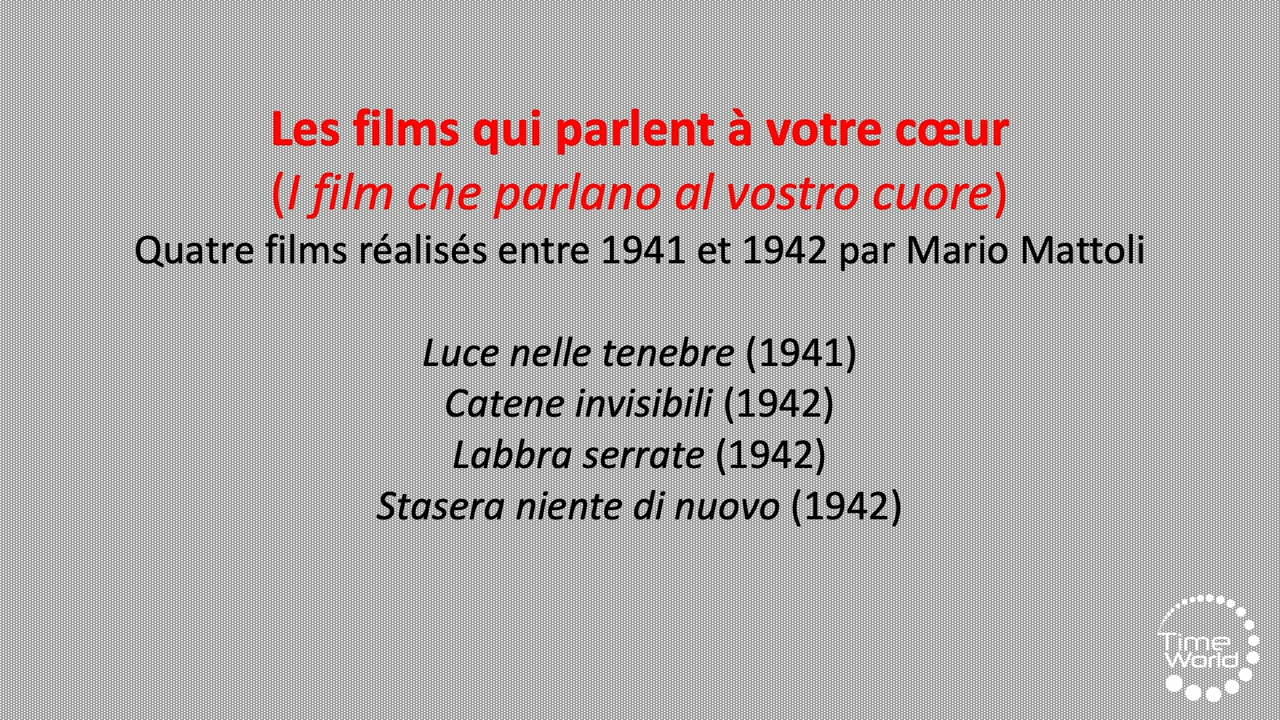 Les films qui parlent à votre cœur
(I film che parlano al vostro cuore)
Quatre films réalisés entre 1941 et 1942 par Mario Mattoli
Luce nelle tenebre (1941)
Catene invisibili (1942)
Labbra serrate (1942)
Stasera niente di nuovo (1942)
Time
World